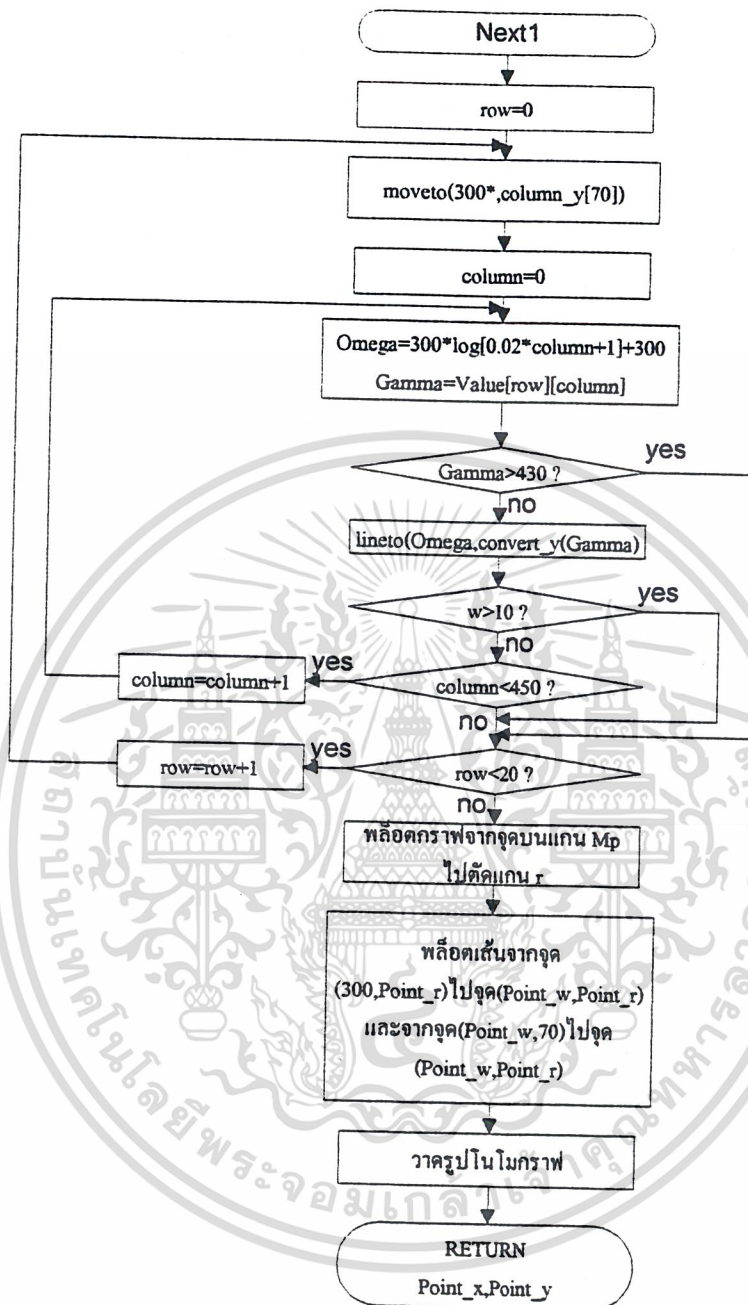 Next1
row=0
moveto(300*,column_y[70])
column=0
Omega=300*log[0.02*column+1]+300
Gamma=Value[row][column]
Gamma>430 ?
yes
no
lineto(Omega,convert_y(Gamma)
w>10 ?
yes
no
column<450 ?
yes
column=column+1
no
row<20 ?
yes
row=row+1
no
พล็อตกราฟจากจุดบนแกน Mp
ไปตัดแกน r
พล็อตเส้นจากจุด
(300,Point_r)ไปจุด(Point_w,Point_r)
และจากจุด(Point_w,70)ไปจุด
(Point_w,Point_r)
วาดรูปโนโมกราฟ
RETURN
Point_x,Point_y